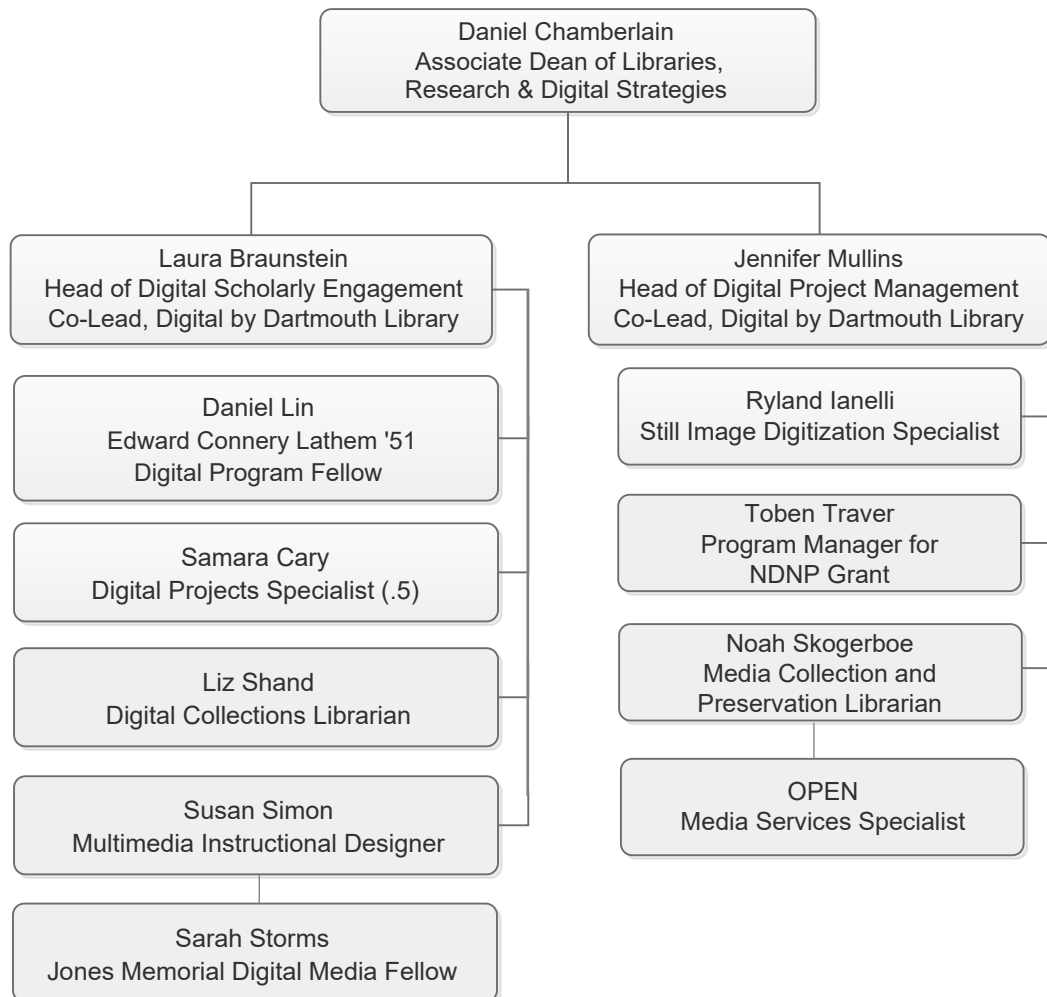 Daniel Chamberlain
Associate Dean of Libraries,
Research & Digital Strategies
Laura Braunstein
Head of Digital Scholarly Engagement
Co-Lead, Digital by Dartmouth Library
Daniel Lin
Edward Connery Lathem '51
Digital Program Fellow
Samara Cary
Digital Projects Specialist (.5)
Liz Shand
Digital Collections Librarian
Susan Simon
Multimedia Instructional Designer
Sarah Storms
Jones Memorial Digital Media Fellow
Jennifer Mullins
Head of Digital Project Management
Co-Lead, Digital by Dartmouth Library
Ryland Ianelli
Still Image Digitization Specialist
Toben Traver
Program Manager for
NDNP Grant
Noah Skogerboe
Media Collection and
Preservation Librarian
OPEN
Media Services Specialist